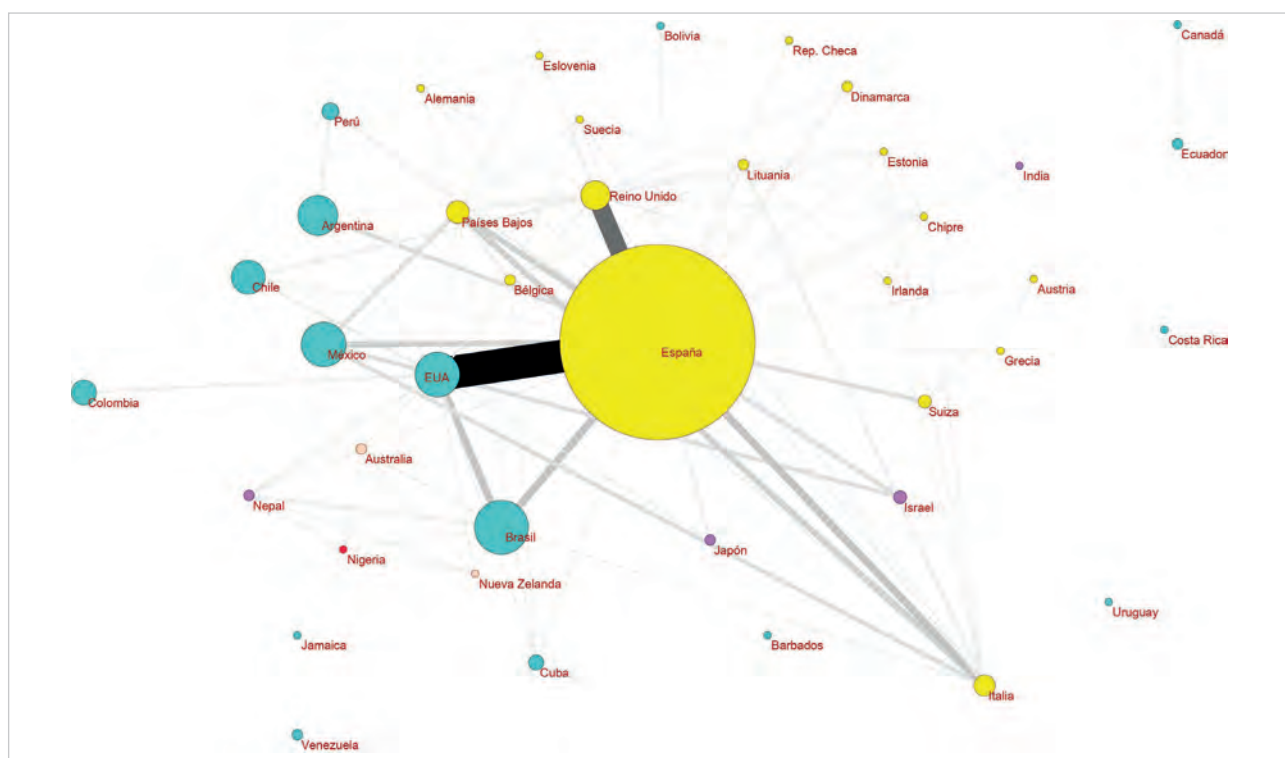 Bolivia
Canadá
Rep. Checa
Eslovenia
Alemania
Dinamarca
Perú
Suecia
Ecuador
Estonia
Lituania
India
Reino Unido
Argentina
Países Bajos
Chipre
Chile
Bélgica
Irlanda
Austria
Costa Rica
México
España
Grecia
EUA
Colombia
Suiza
Australia
Nepal
Israel
Brasil
Japón
Nigeria
Nueva Zelanda
Uruguay
Jamaica
Barbados
Cuba
Italia
Venezuela